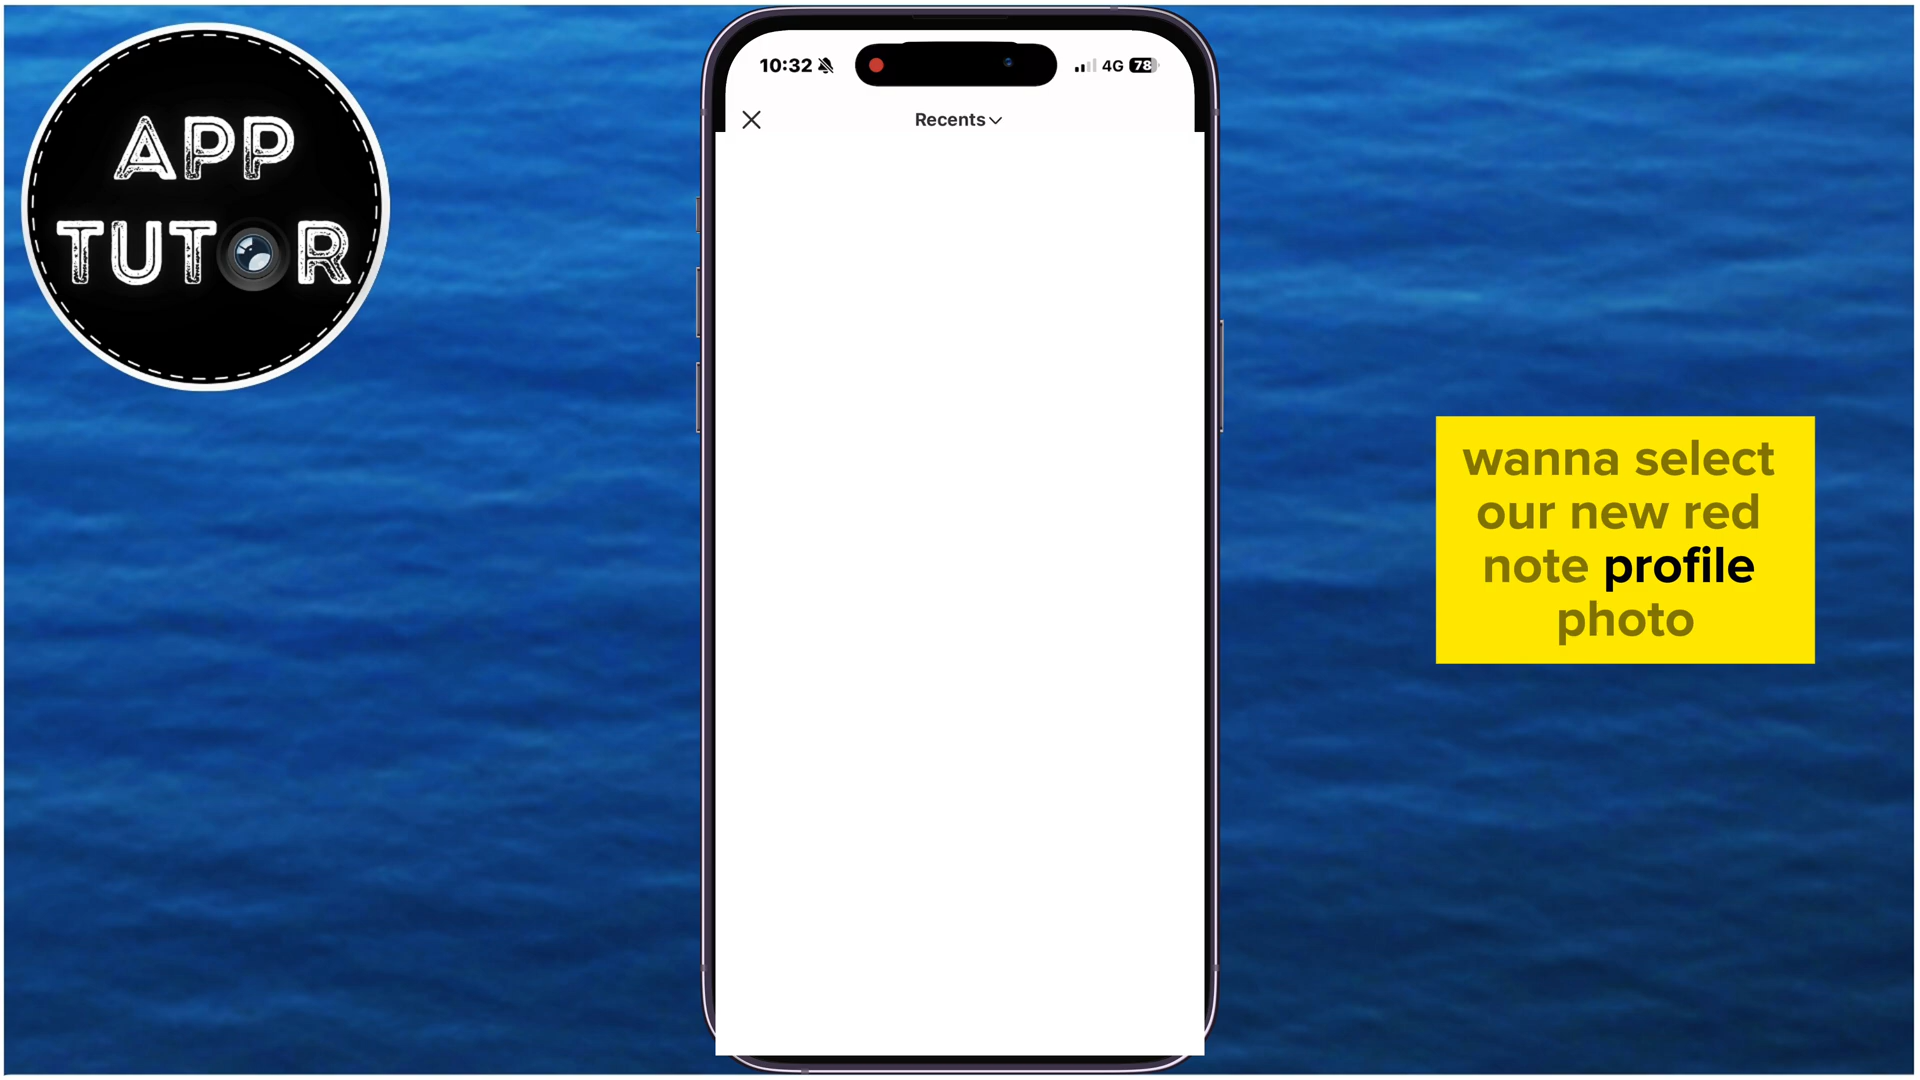 APP
TUTOR
10:32
4G
78
Recents
wanna select
our new red
note profile
photo